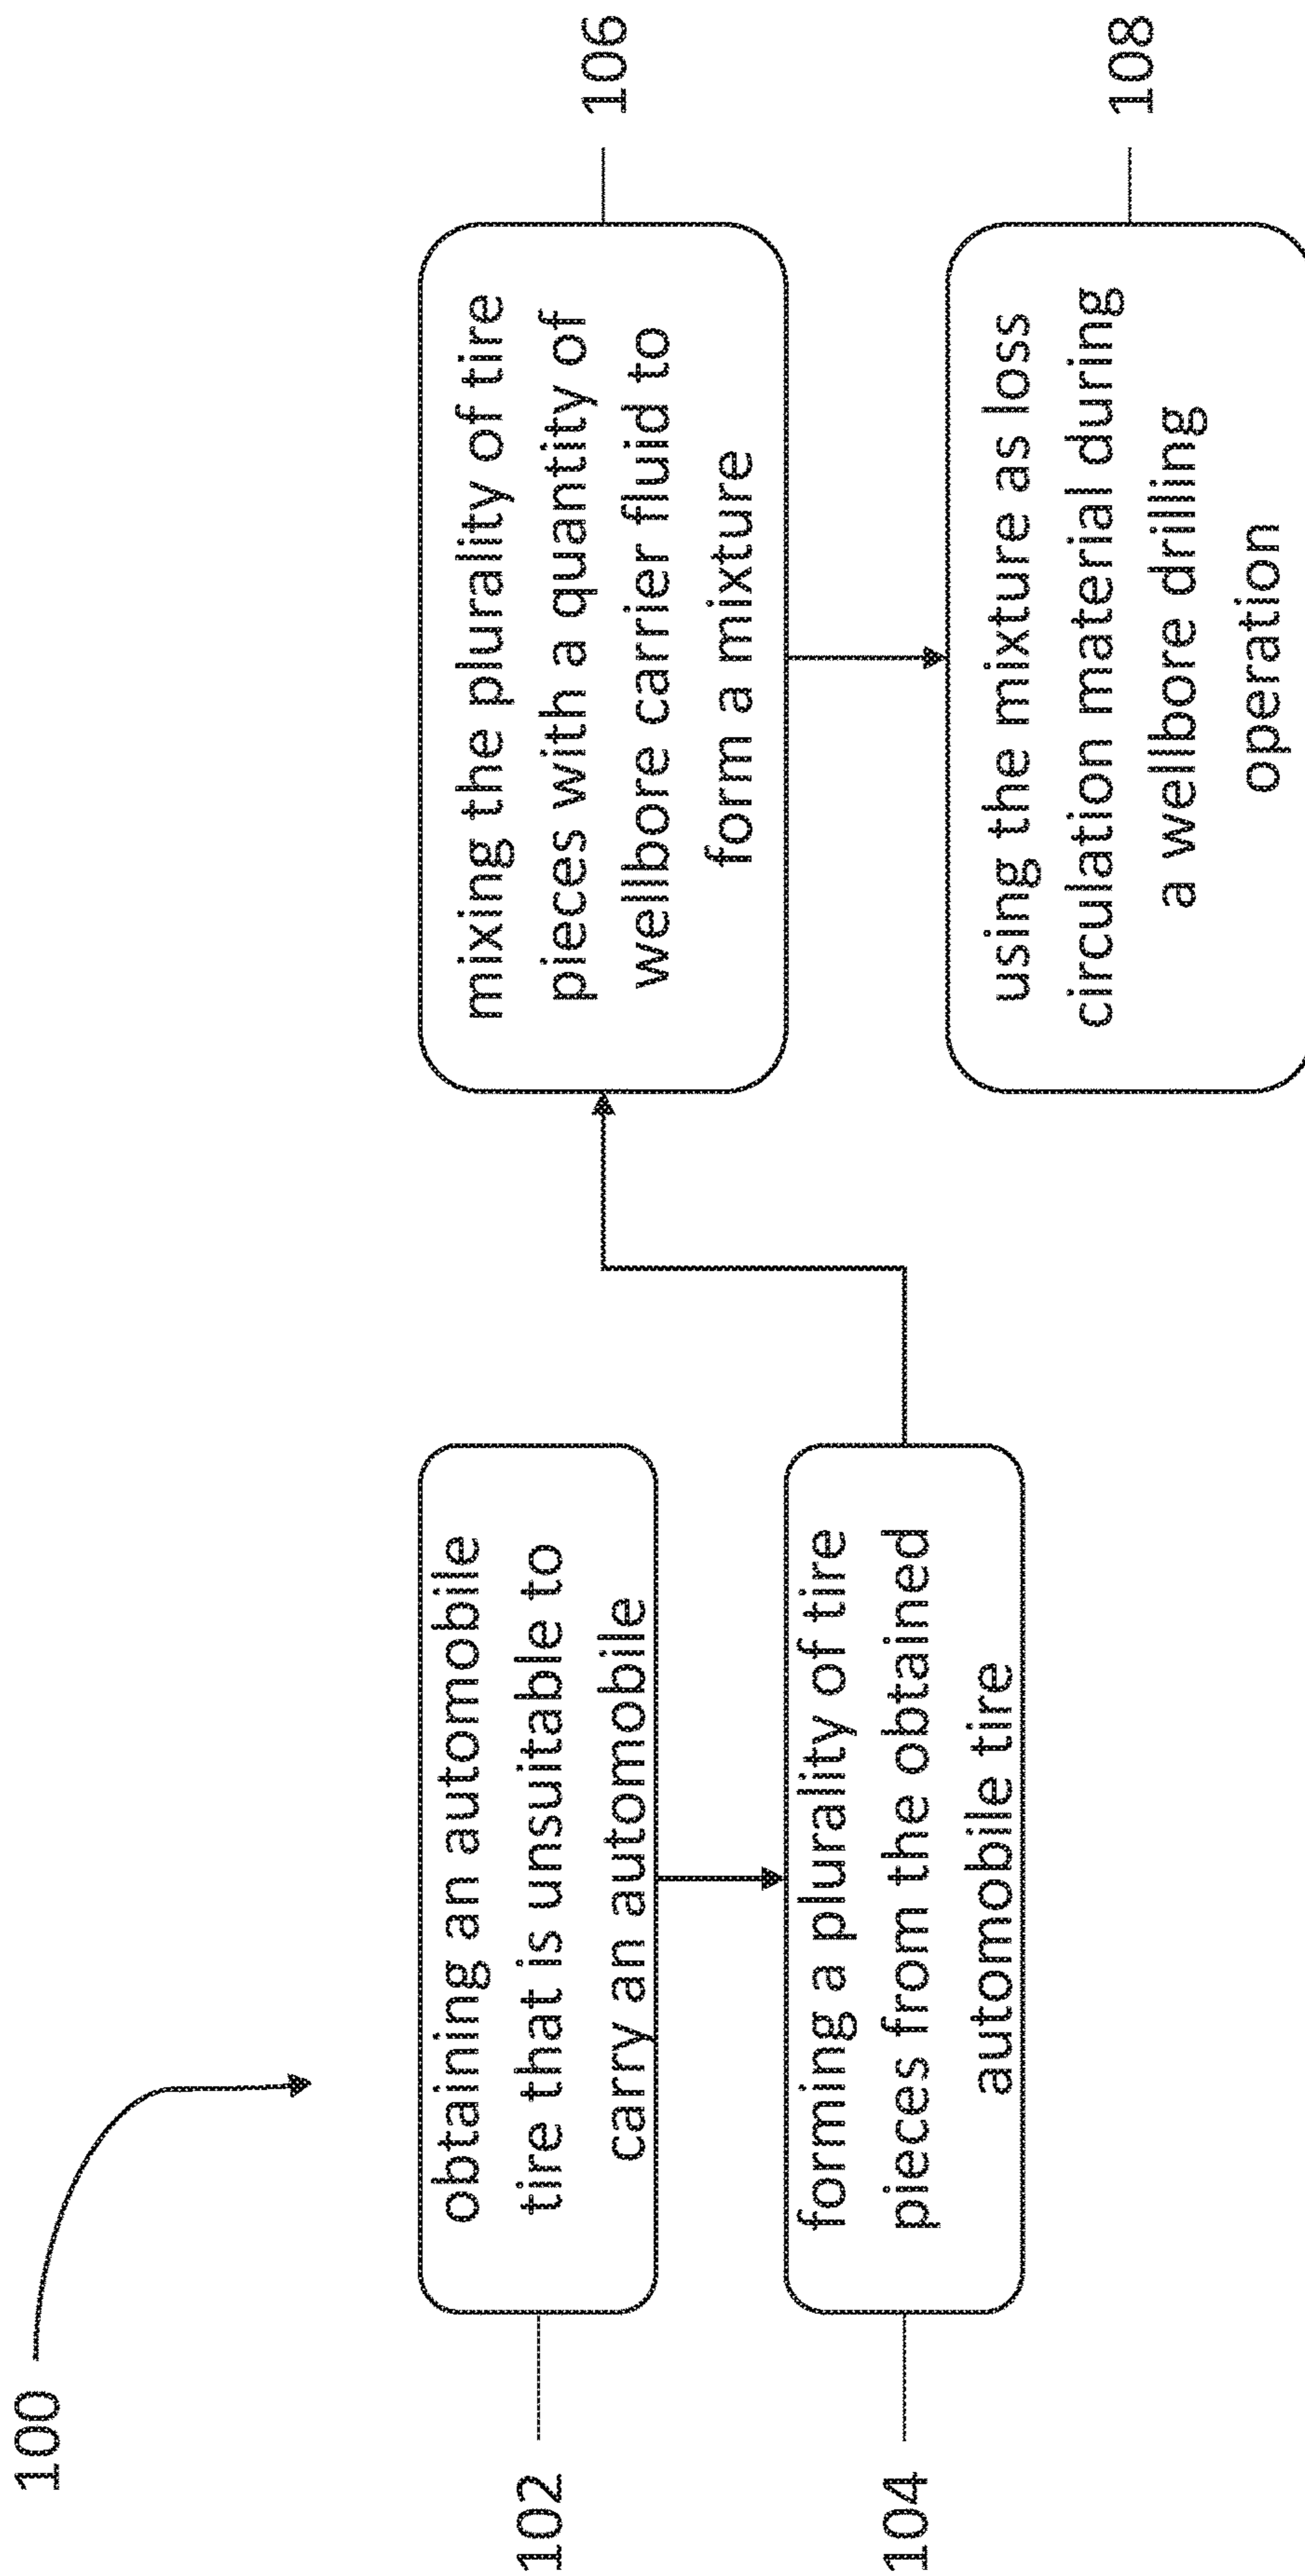 100
102
obtaining an automobile
tire that is unsuitable to
carry an automobile
104
forming a plurality of tire
pieces from the obtained
automobile tire
mixing the plurality of tire
pieces with a quantity of
wellbore carrier fluid to
form a mixture
106
using the mixture as loss
circulation material during
a wellbore drilling
operation
108